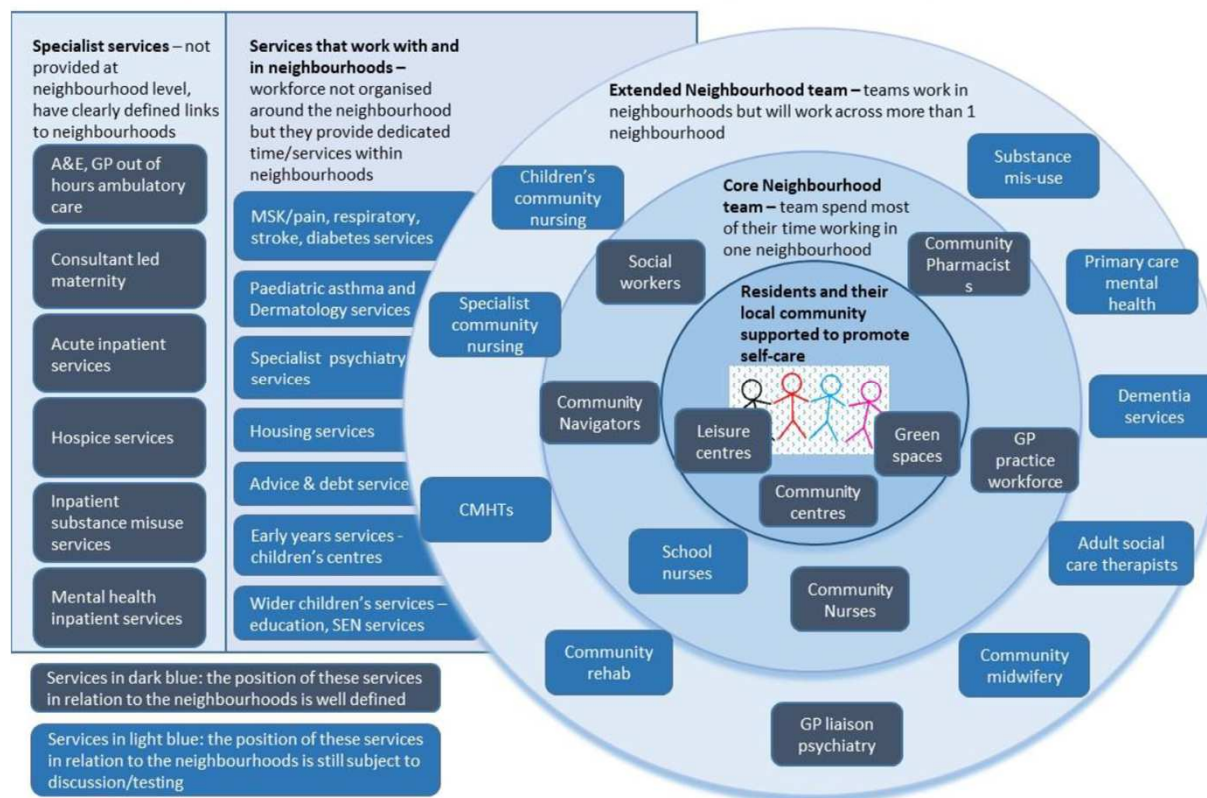 Specialist services – not
provided at
neighbourhood level,
have clearly defined links
to neighbourhoods
A&E, GP out of
hours ambulatory
care
Consultant led
maternity
Acute inpatient
services
Hospice services
Inpatient
substance misuse
services
Mental health
inpatient services
Services that work with and
in neighbourhoods –
workforce not organised
around the neighbourhood
but they provide dedicated
time/services within
neighbourhoods
MSK/pain, respiratory,
stroke, diabetes services
Paediatric asthma and
Dermatology services
Specialist psychiatry
services
Housing services
Advice & debt service
Early years services -
children's centres
Wider children's services –
education, SEN services
Extended Neighbourhood team – teams work in
neighbourhoods but will work across more than 1
neighbourhood
Children's
community
nursing
Substance
mis-use
Specialist
community
nursing
Primary care
mental
health
CMHTs
Dementia
services
Adult social
care therapists
Community
rehab
Community
midwifery
GP liaison
psychiatry
Core Neighbourhood
team – team spend most
of their time working in
one neighbourhood
Social
workers
Community
Pharmacist
s
Community
Navigators
GP
practice
workforce
School
nurses
Community
Nurses
Residents and their
local community
supported to promote
self-care
Leisure
centres
Green
spaces
Community
centres
Services in dark blue: the position of these services
in relation to the neighbourhoods is well defined
Services in light blue: the position of these services
in relation to the neighbourhoods is still subject to
discussion/testing